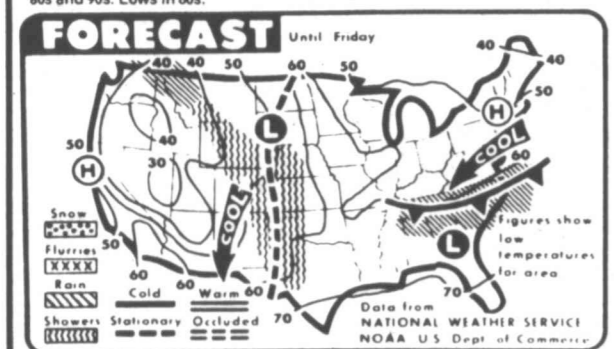 80s and 90s. Lows in 60s.
FORECAST Until Friday
40 40 50 60 50 40 40
50
50 H 40 30 L H
COOL
60
COOL
L
Snow
Flurries
Rain
Showers
50 60 60 60 70 70
Cold Warm
Stationary Occluded
Figures show
low
temperatures
for area
Data from
NATIONAL WEATHER SERVICE
NOAA U S Dept of Commerce